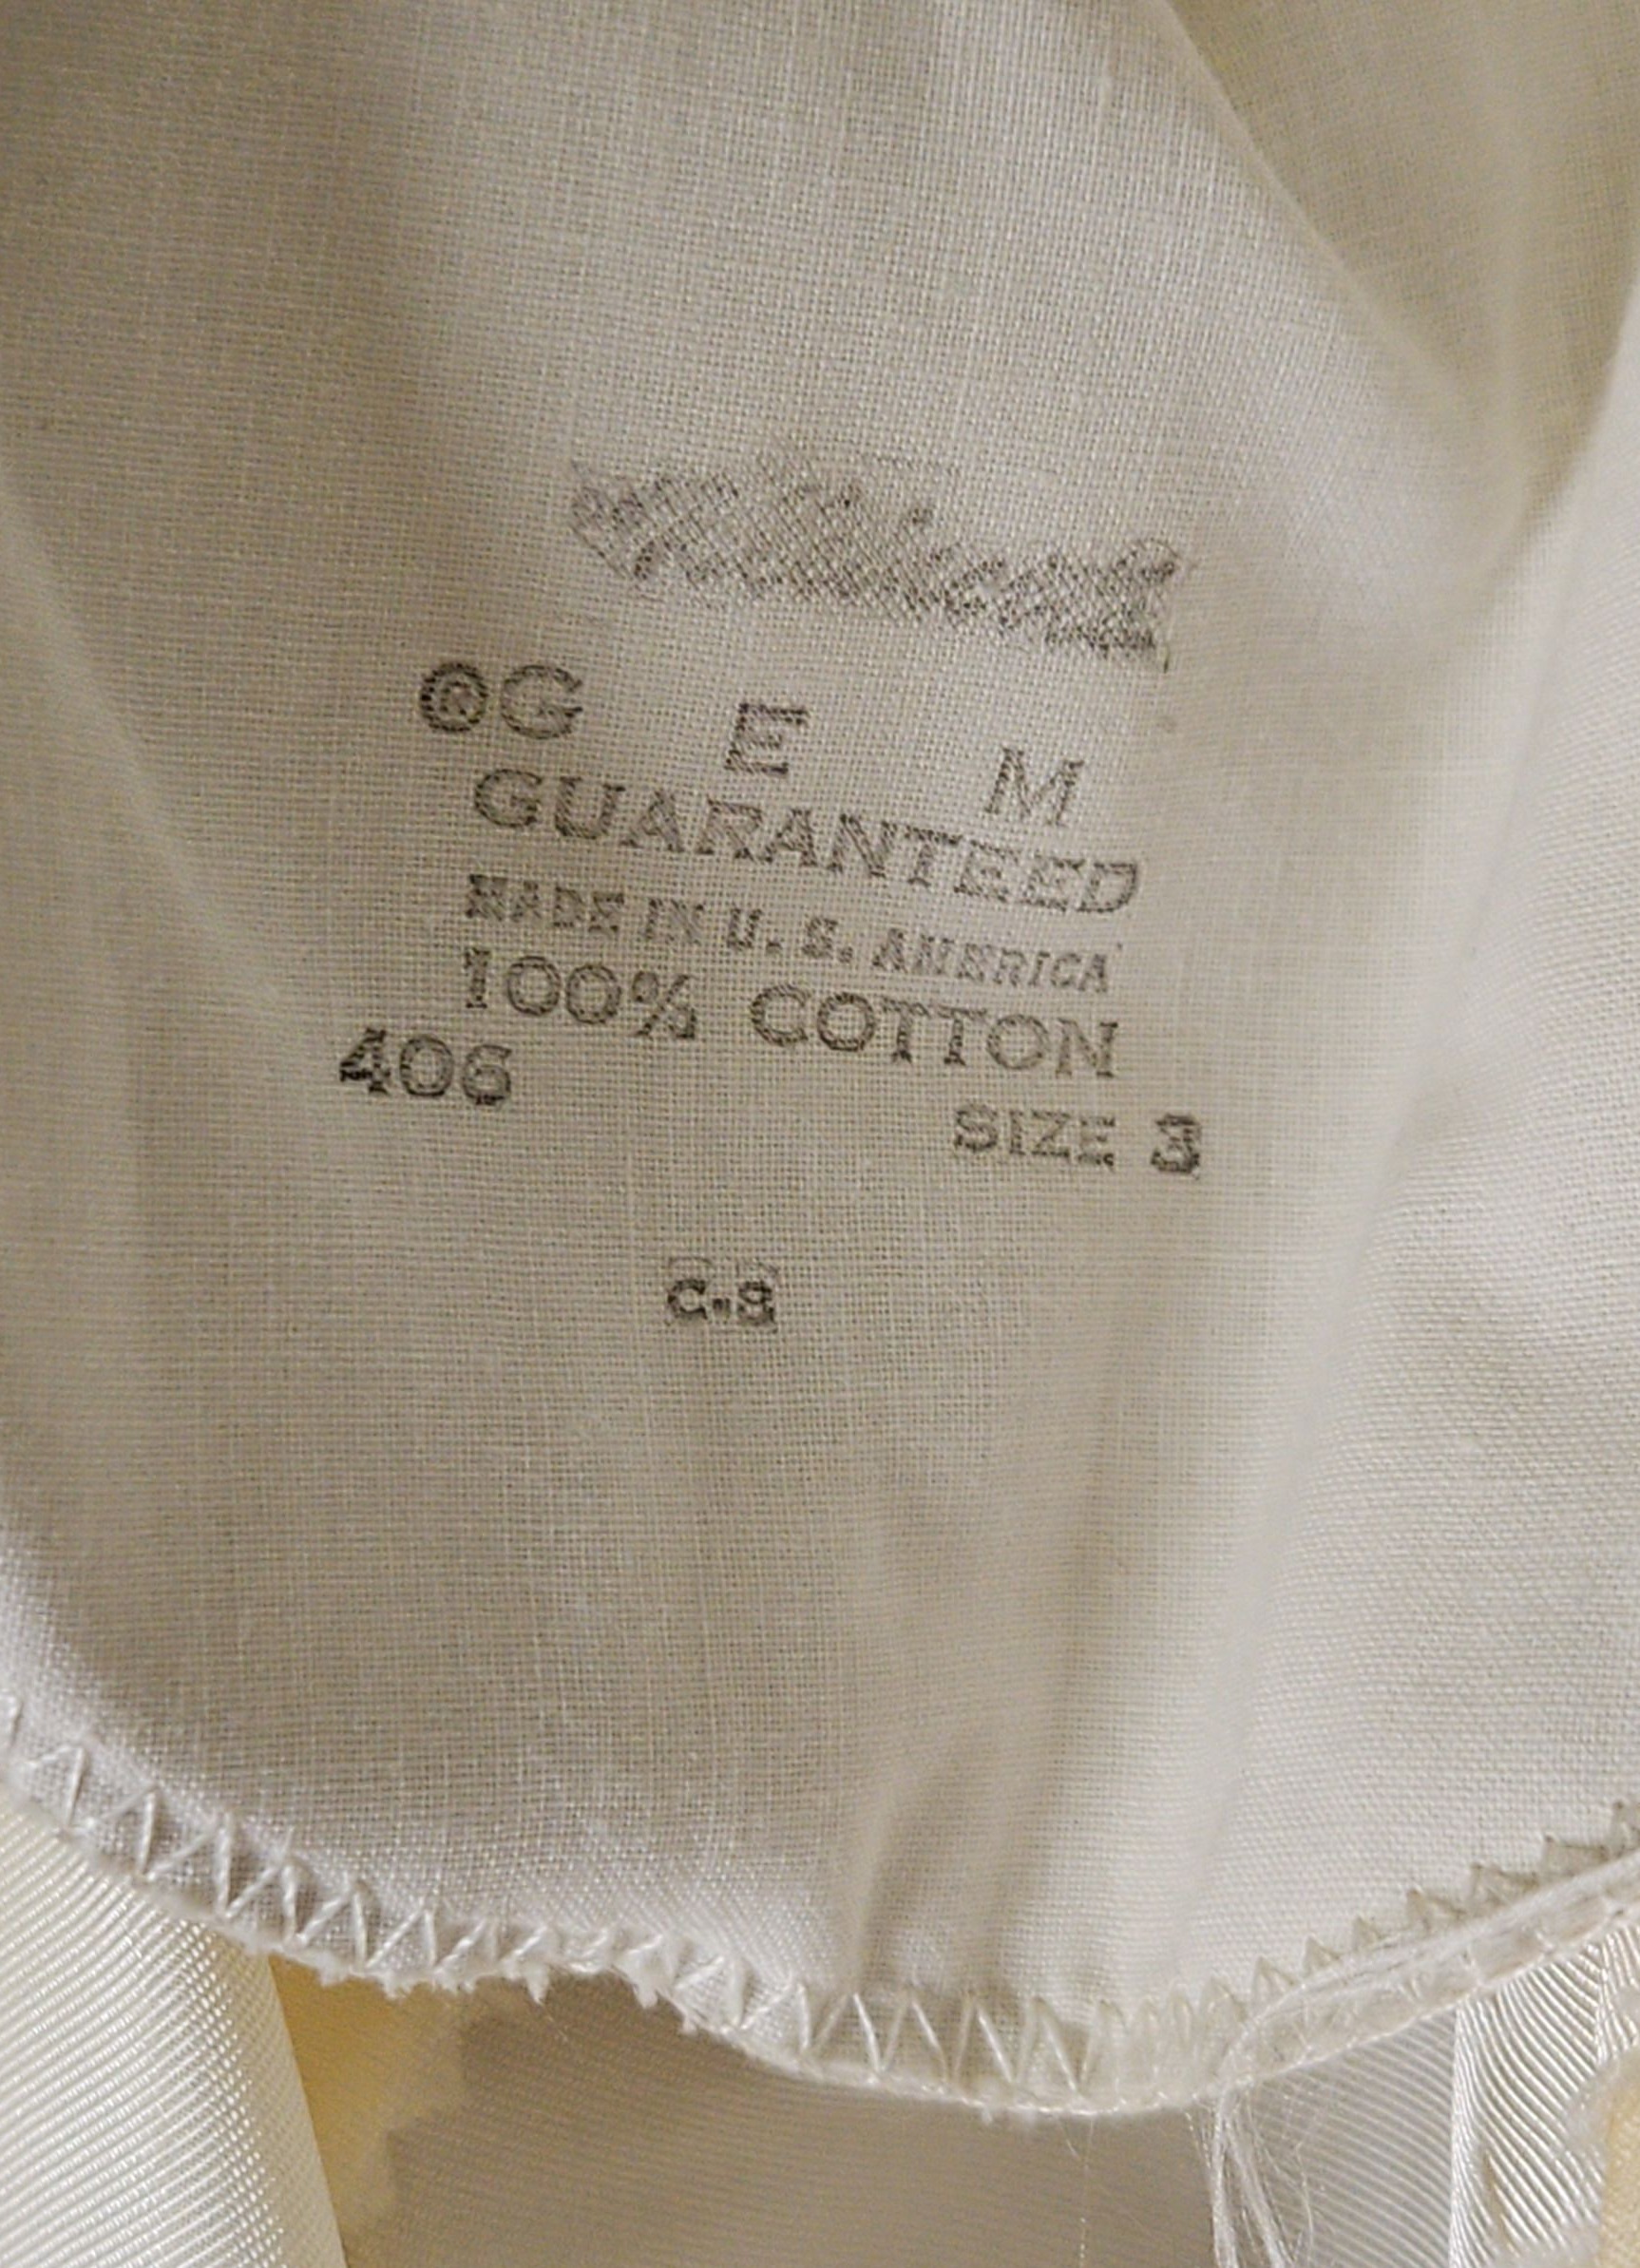 ®G E M
GUARANTEED
MADE IN U. S. AMERICA
100% COTTON
406 SIZE 3
C-8